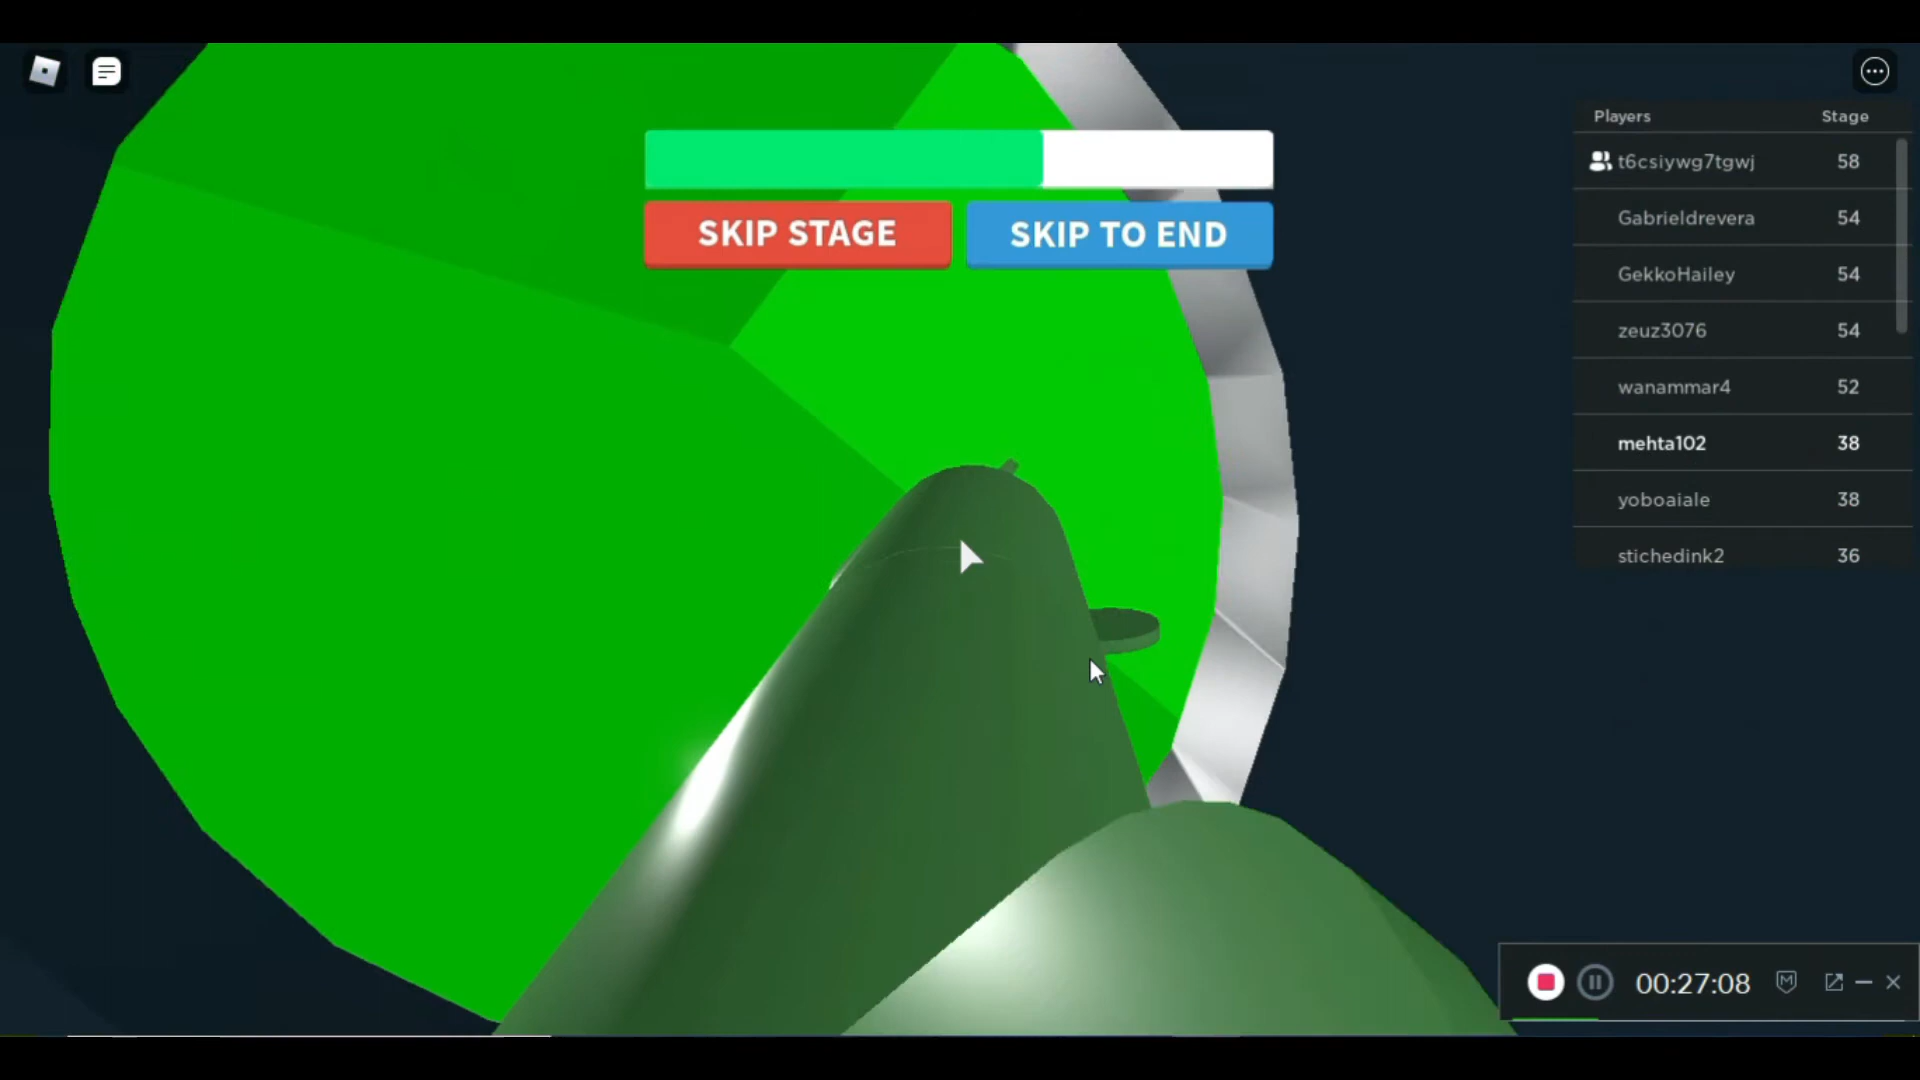 Players Stage
t6csiywg7tgwj 58
SKIP STAGE SKIP TO END
Gabrieldrevera 54
GekkoHailey 54
zeuz3076 54
wanammar4 52
mehta102 38
yoboaiale 38
stichedink2 36
00:27:08